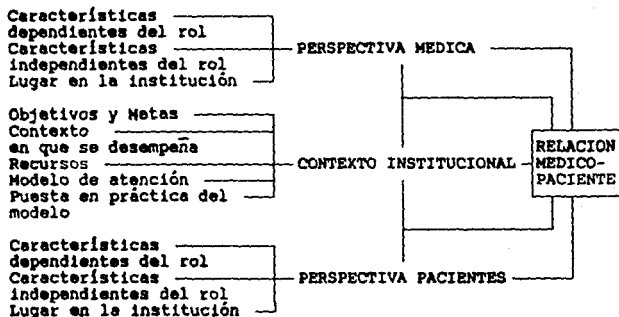 Características
dependientes del rol
Características
independientes del rol
Lugar en la institución
PERSPECTIVA MEDICA
Objetivos y Metas
Contexto
en que se desempeña
Recursos
Modelo de atención
Puesta en práctica del
modelo
CONTEXTO INSTITUCIONAL
RELACION
MEDICO-
PACIENTE
Características
dependientes del rol
Características
independientes del rol
Lugar en la institución
PERSPECTIVA PACIENTES